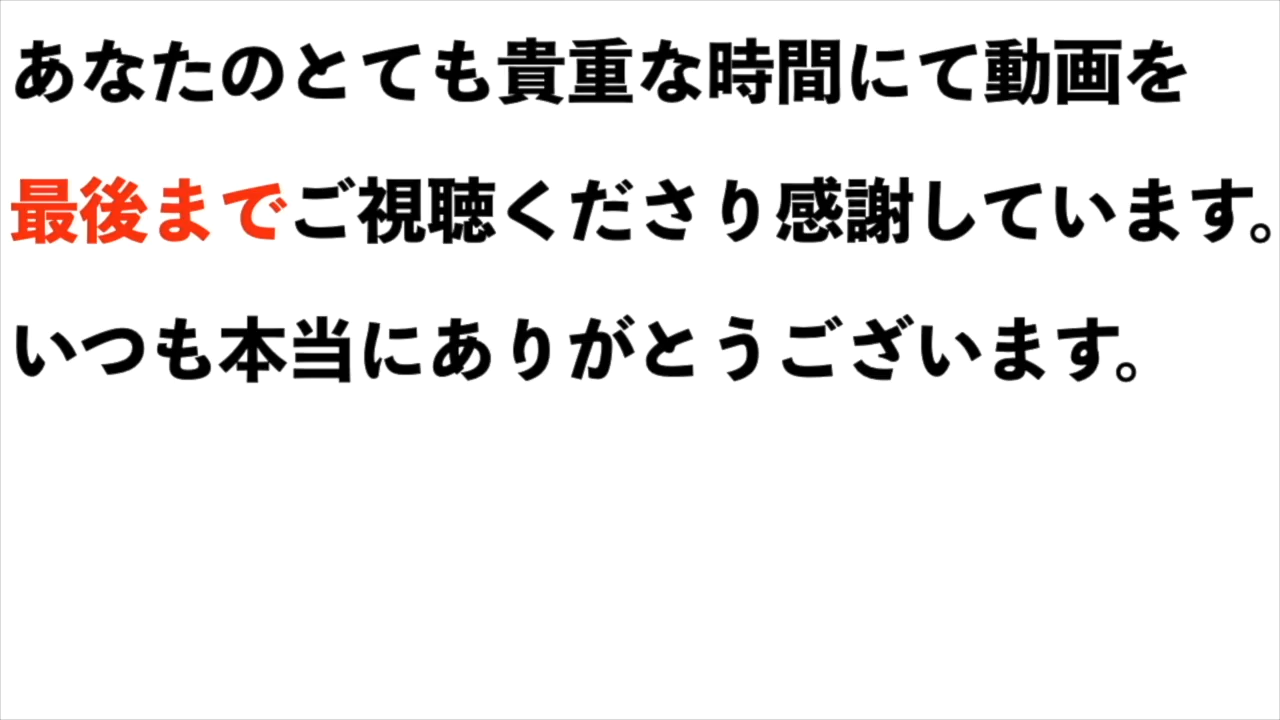 あなたのとても貴重な時間にて動画を
最後までご視聴くださり感謝しています。
いつも本当にありがとうございます。